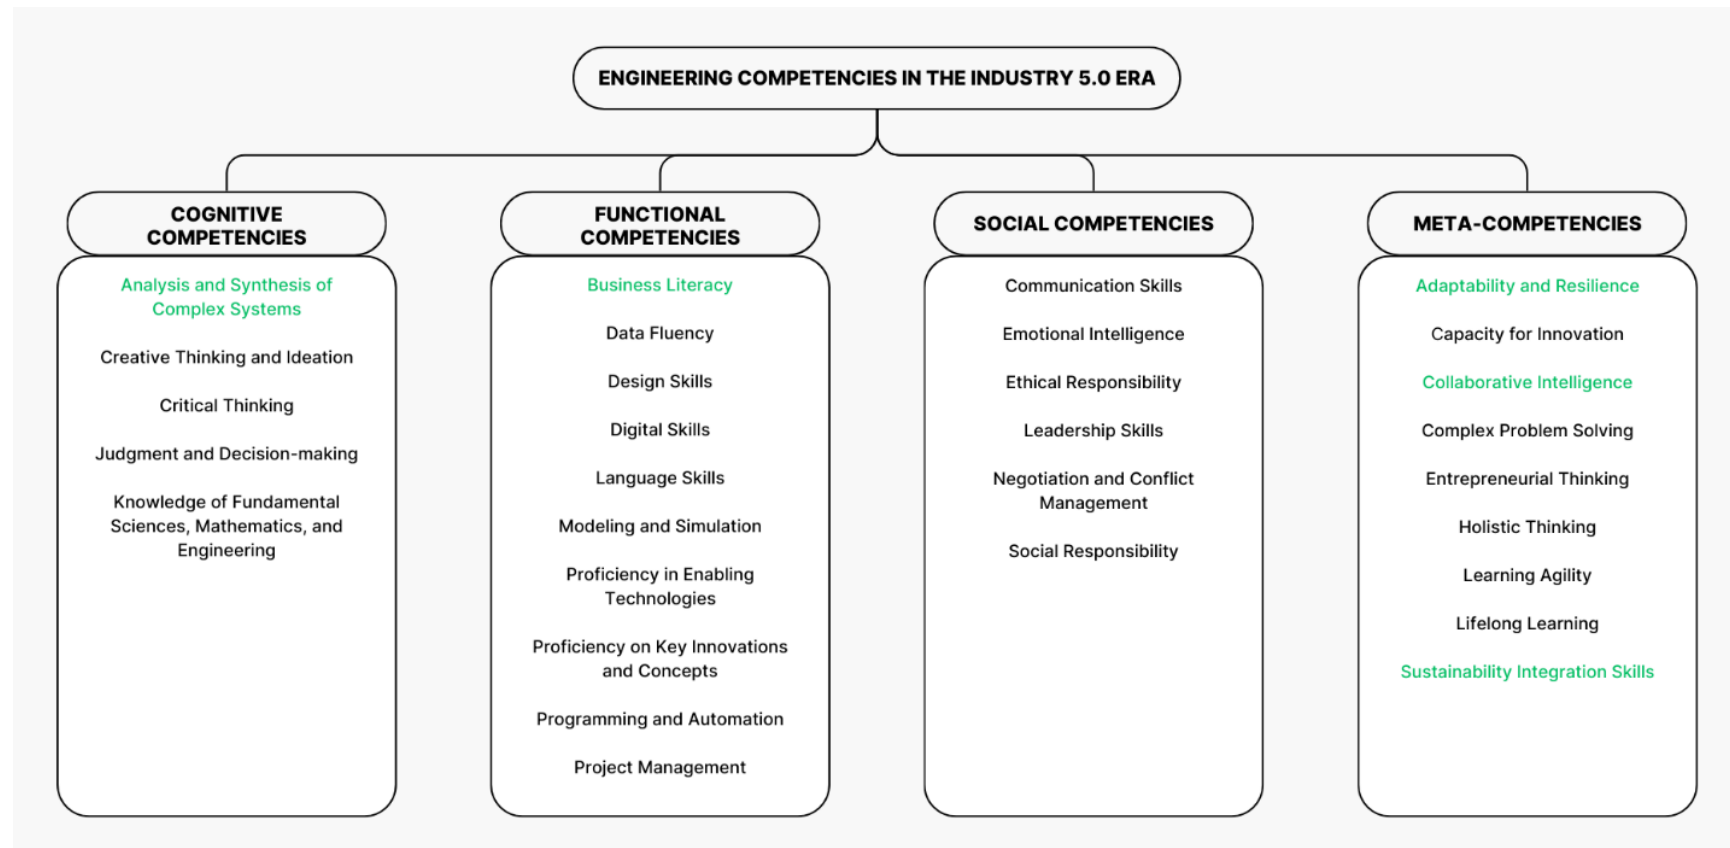 ENGINEERING COMPETENCIES IN THE INDUSTRY 5.0 ERA
COGNITIVE
COMPETENCIES
Analysis and Synthesis of
Complex Systems
Creative Thinking and Ideation
Critical Thinking
Judgment and Decision-making
Knowledge of Fundamental
Sciences, Mathematics, and
Engineering
FUNCTIONAL
COMPETENCIES
Business Literacy
Data Fluency
Design Skills
Digital Skills
Language Skills
Modeling and Simulation
Proficiency in Enabling
Technologies
Proficiency on Key Innovations
and Concepts
Programming and Automation
Project Management
SOCIAL COMPETENCIES
Communication Skills
Emotional Intelligence
Ethical Responsibility
Leadership Skills
Negotiation and Conflict
Management
Social Responsibility
META-COMPETENCIES
Adaptability and Resilience
Capacity for Innovation
Collaborative Intelligence
Complex Problem Solving
Entrepreneurial Thinking
Holistic Thinking
Learning Agility
Lifelong Learning
Sustainability Integration Skills